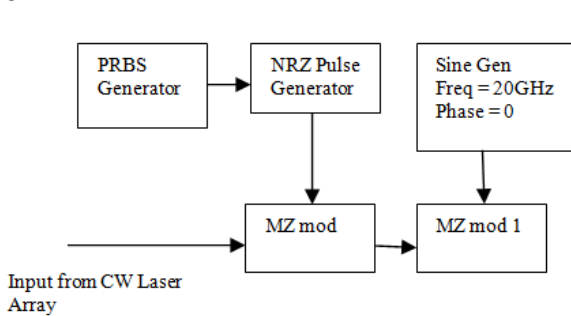 PRBS
Generator
NRZ Pulse
Generator
Sine Gen
Freq = 20GHz
Phase = 0
MZ mod
MZ mod 1
Input from CW Laser
Array